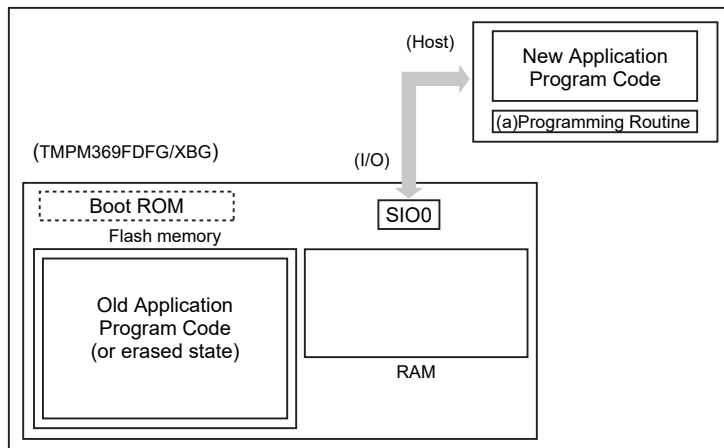 (Host)
New Application
Program Code
(a)Programming Routine
(TMPM369FDFG/XBG)
(I/O)
Boot ROM
SIO0
Flash memory
Old Application
Program Code
(or erased state)
RAM